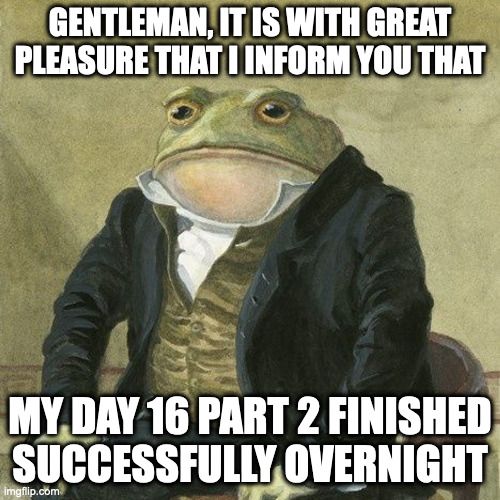 GENTLEMAN, IT IS WITH GREAT
PLEASURE THAT I INFORM YOU THAT
MY DAY 16 PART 2 FINISHED
SUCCESSFULLY OVERNIGHT
imgflip.com